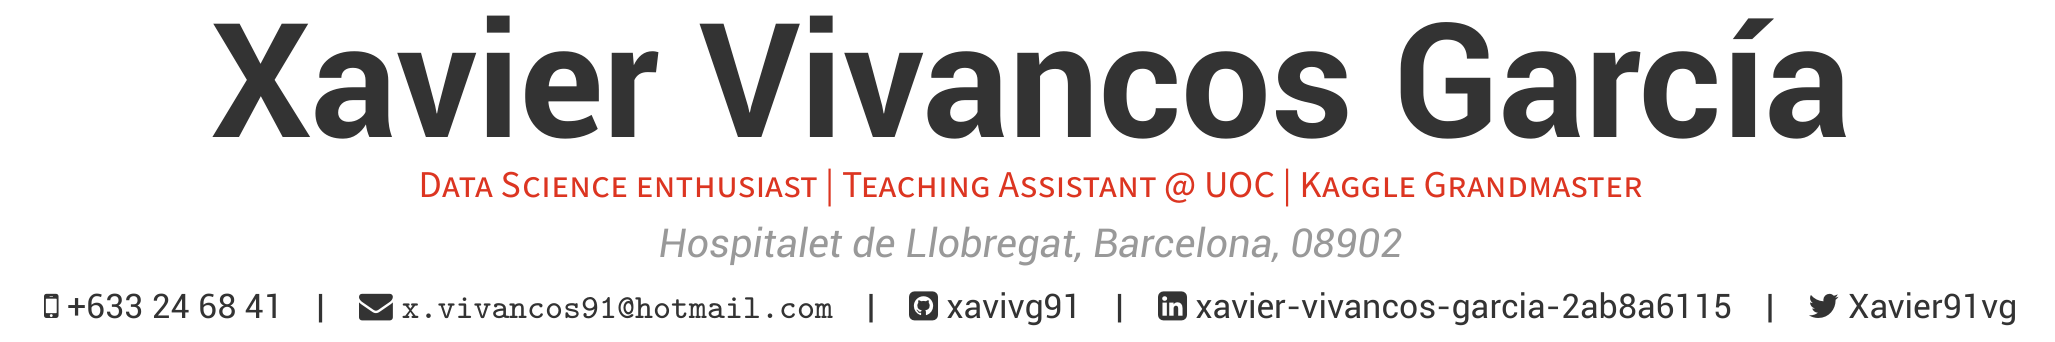 Xavier Vivancos García
Data Science enthusiast | Teaching Assistant @ UOC | Kaggle Grandmaster
Hospitalet de Llobregat, Barcelona, 08902
+633 24 68 41 | x.vivancos91@hotmail.com | xavivg91 | xavier-vivancos-garcia-2ab8a6115 | Xavier91vg